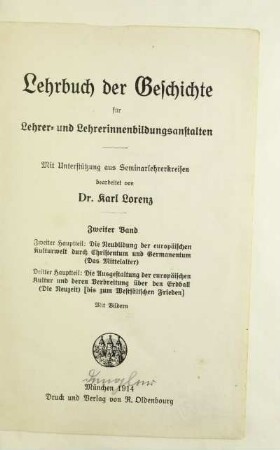 Lehrbuch der Geschichte
für
Lehrer- und Lehrerinnenbildungsanstalten
Mit Unterstützung aus Seminarlehrerkreisen
bearbeitet von
Dr. Karl Lorenz
Zweiter Band
Zweiter Hauptteil: Die Neubildung der europäischen
Kulturwelt durch Christentum und Germanentum
(Das Mittelalter)
Dritter Hauptteil: Die Ausgestaltung der europäischen
Kultur und deren Verbreitung über den Erdball
(Die Neuzeit) [bis zum Westfälischen Frieden]
Mit Bildern
München 1914
Druck und Verlag von R. Oldenbourg